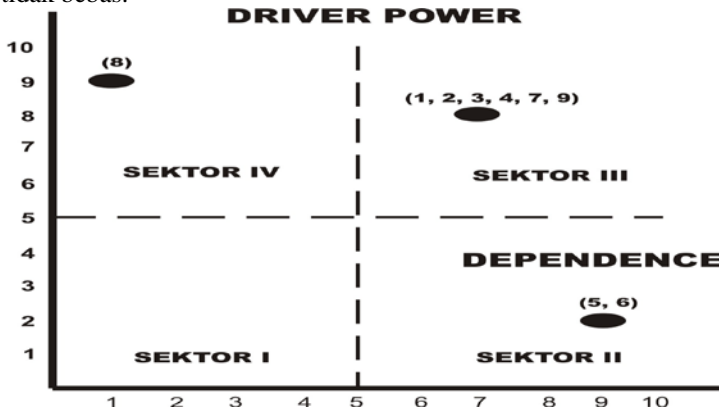 tidak bebas.
DRIVER POWER
10
(8)
9
(1, 2, 3, 4, 7, 9)
8
7
SEKTOR IV
SEKTOR III
6
5
4
DEPENDENCE
3
(5, 6)
2
1
SEKTOR I
SEKTOR II
1 2 3 4 5 6 7 8 9 10